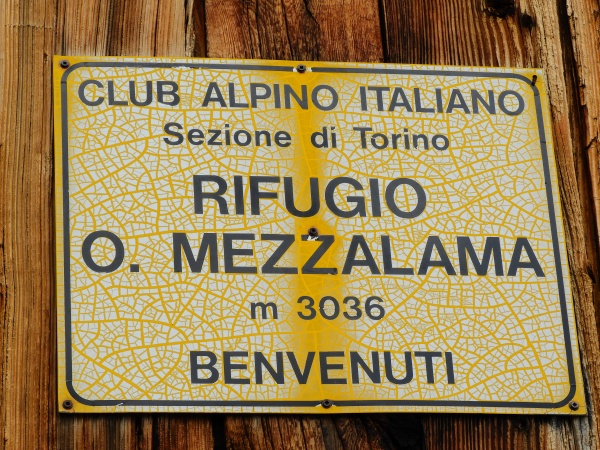 CLUB ALPINO ITALIANO
Sezione di Torino
RIFUGIO
O. MEZZALAMA
m 3036
BENVENUTI